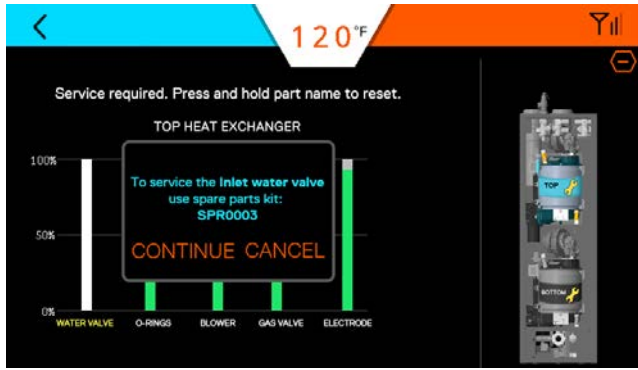 120°F
Service required. Press and hold part name to reset.
TOP HEAT EXCHANGER
100%
50%
0%
To service the Inlet water valve
use spare parts kit:
SPR0003
CONTINUE CANCEL
WATER VALVE O-RINGS BLOWER GAS VALVE ELECTRODE
TOP
BOTTOM